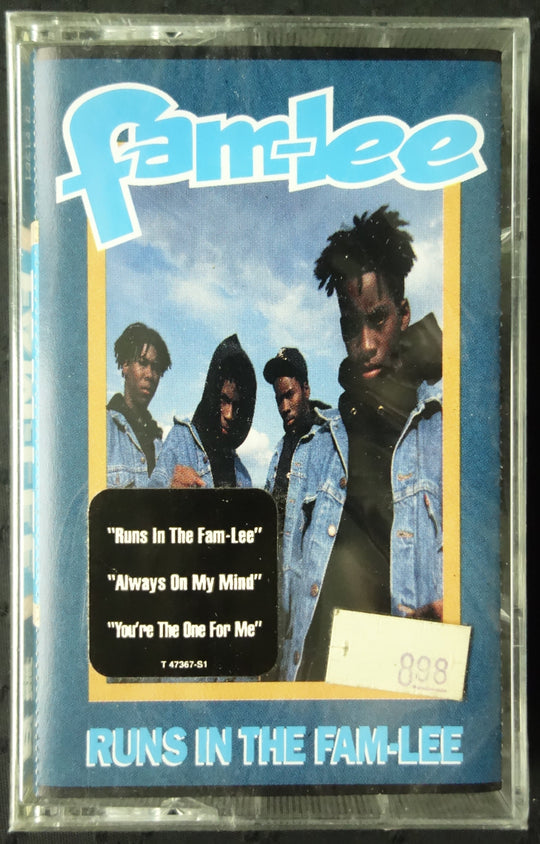 fam-lee
"Runs In The Fam-Lee"
"Always On My Mind"
"You're The One For Me"
T 47367-S1
898
RUNS IN THE FAM-LEE